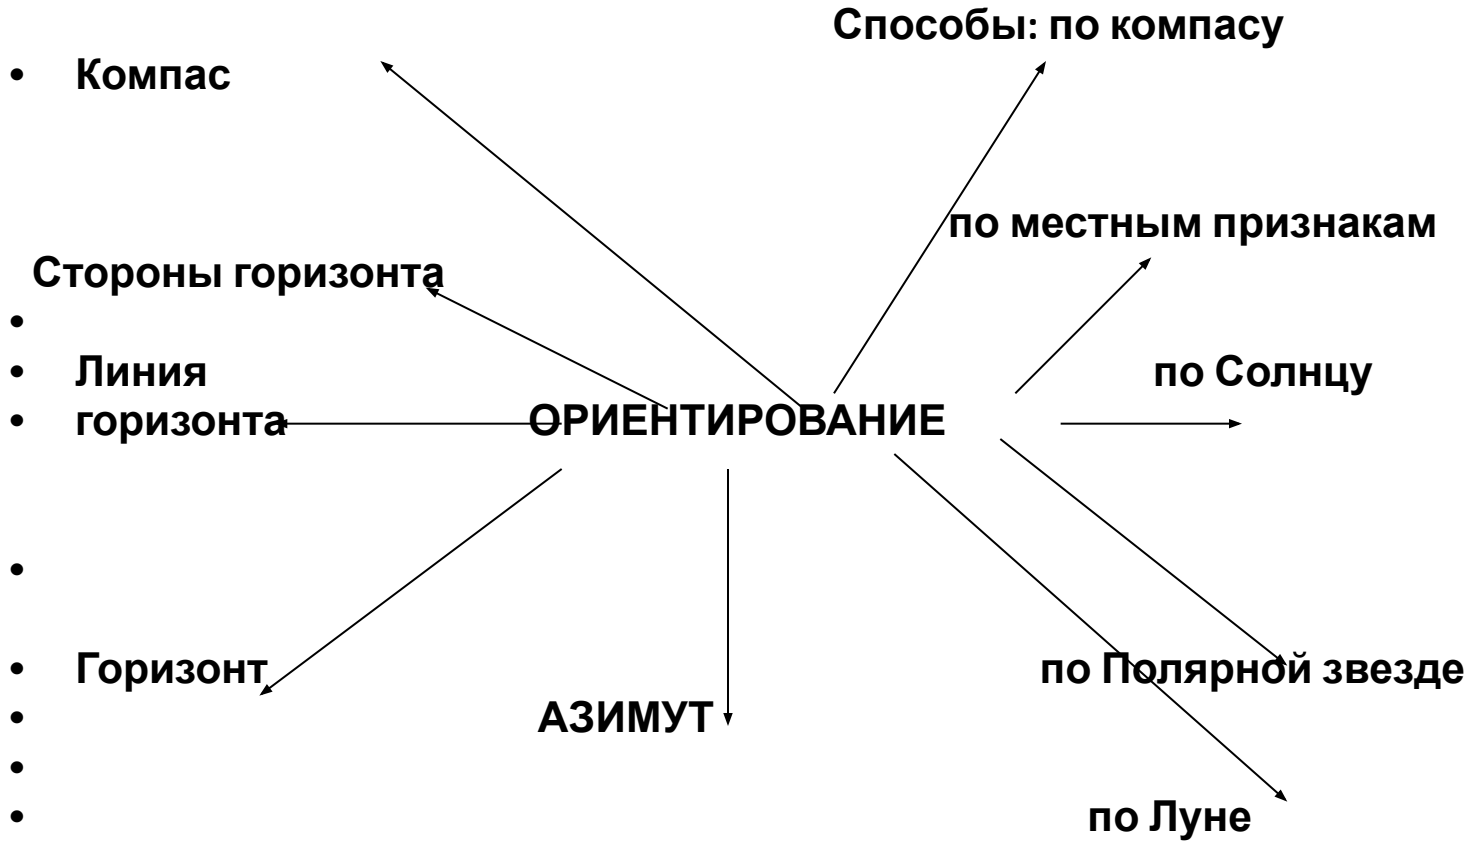 Способы: по компасу
• Компас
по местным признакам
Стороны горизонта
•
• Линия
по Солнцу
• горизонта
ОРИЕНТИРОВАНИЕ
•
• Горизонт
по Полярной звезде
•
АЗИМУТ
•
•
по Луне